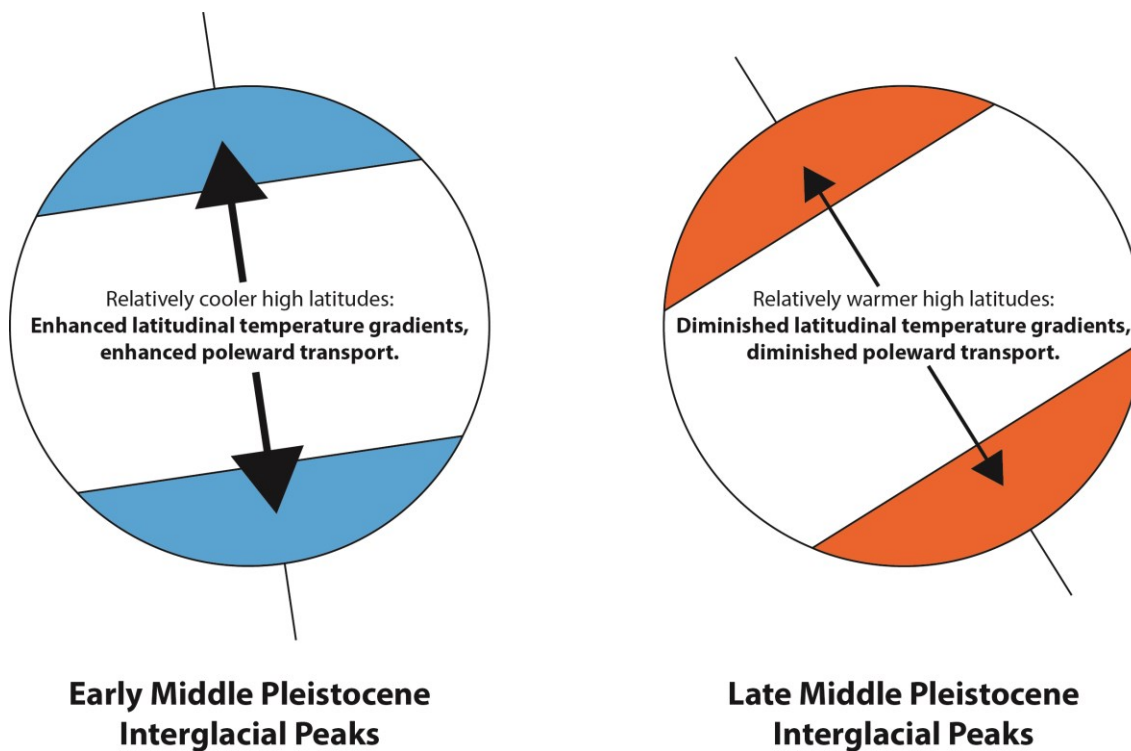 Relatively cooler high latitudes:
Enhanced latitudinal temperature gradients,
enhanced poleward transport.
Early Middle Pleistocene
Interglacial Peaks
Relatively warmer high latitudes:
Diminished latitudinal temperature gradients,
diminished poleward transport.
Late Middle Pleistocene
Interglacial Peaks